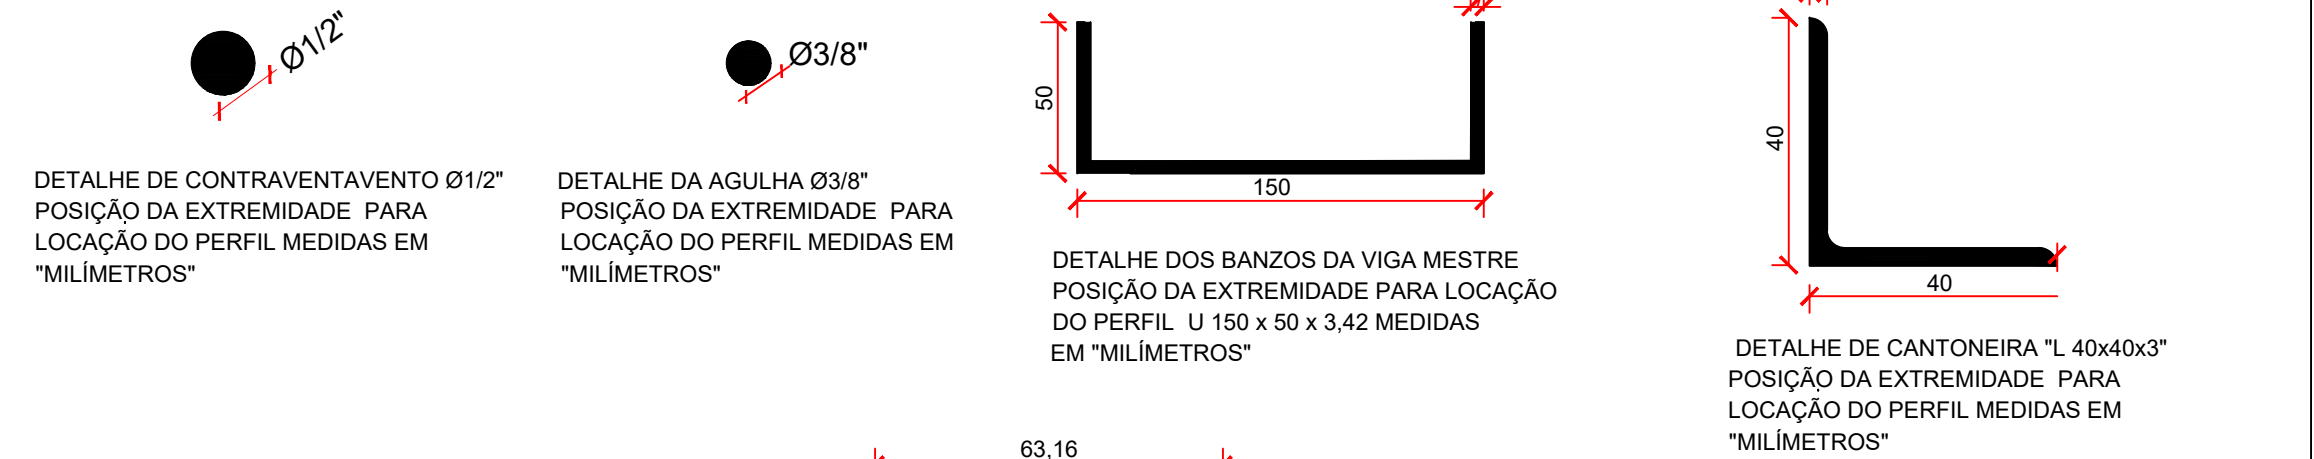 Ø1/2"
DETALHE DE CONTRAVENTAVENTO Ø1/2"
POSIÇÃO DA EXTREMIDADE PARA
LOCAÇÃO DO PERFIL MEDIDAS EM
"MILÍMETROS"
Ø3/8"
DETALHE DA AGULHA Ø3/8"
POSIÇÃO DA EXTREMIDADE PARA
LOCAÇÃO DO PERFIL MEDIDAS EM
"MILÍMETROS"
50
150
DETALHE DOS BANZOS DA VIGA MESTRE
POSIÇÃO DA EXTREMIDADE PARA LOCAÇÃO
DO PERFIL U 150 x 50 x 3,42 MEDIDAS
EM "MILÍMETROS"
40
40
DETALHE DE CANTONEIRA "L 40x40x3"
POSIÇÃO DA EXTREMIDADE PARA
LOCAÇÃO DO PERFIL MEDIDAS EM
"MILÍMETROS"
63,16